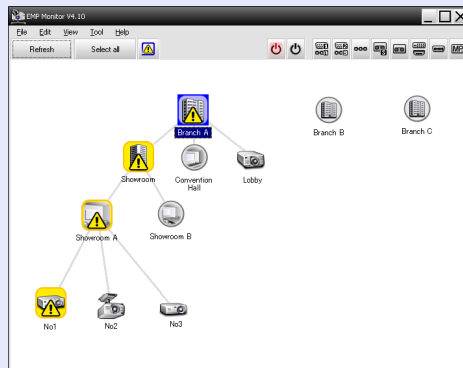 EMP Monitor V4.10
File Edit View Tool Help
Refresh Select all
Branch A Branch B Branch C
Showroom Convention Hall Lobby
Showroom A Showroom B
No1 No2 No3